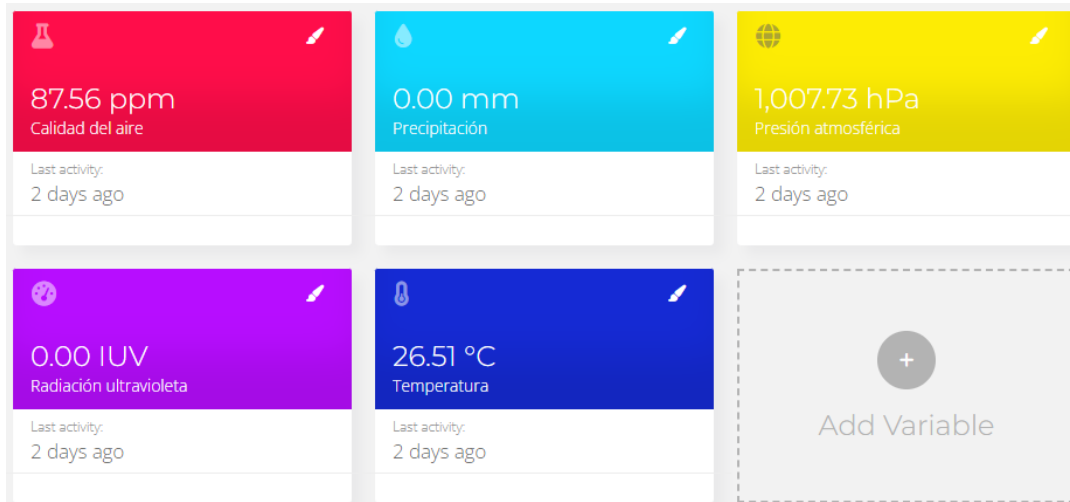 87.56 ppm
Calidad del aire
Last activity:
2 days ago
0.00 mm
Precipitación
Last activity:
2 days ago
1,007.73 hPa
Presión atmosférica
Last activity:
2 days ago
0.00 IUV
Radiación ultravioleta
Last activity:
2 days ago
26.51 °C
Temperatura
Last activity:
2 days ago
Add Variable